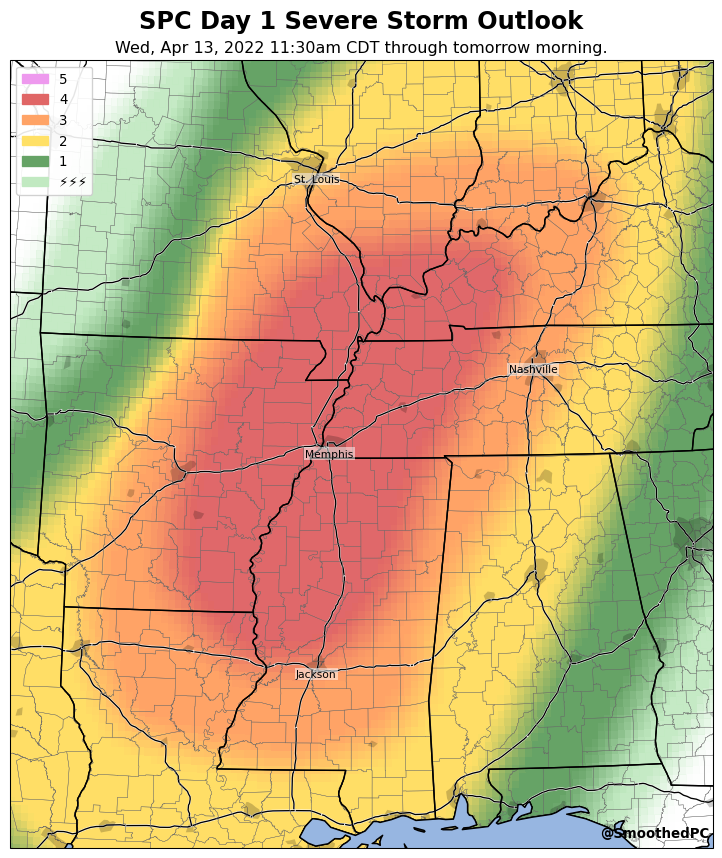 SPC Day 1 Severe Storm Outlook
Wed, Apr 13, 2022 11:30am CDT through tomorrow morning.
5
4
3
2
1
⚡⚡⚡
St. Louis
Nashville
Memphis
Jackson
@SmoothedPC